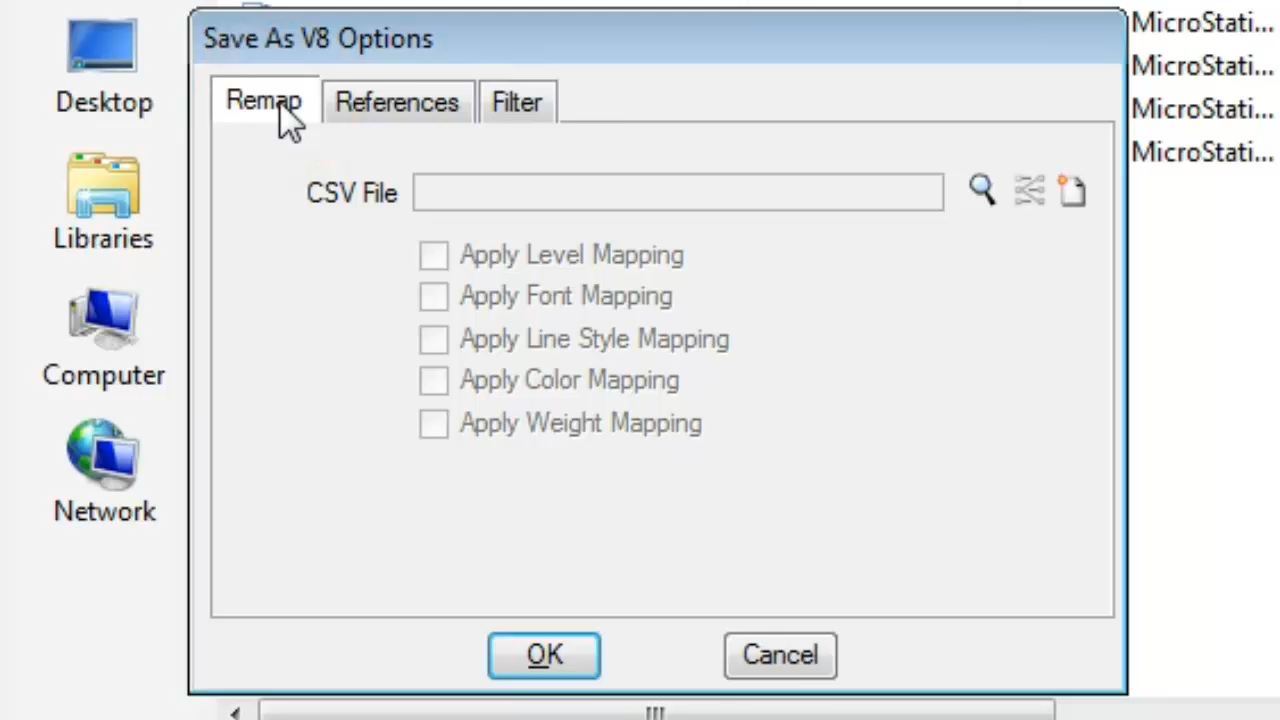 Save As V8 Options
Remap References Filter
CSV File
Apply Level Mapping
Apply Font Mapping
Apply Line Style Mapping
Apply Color Mapping
Apply Weight Mapping
OK Cancel
Desktop
Libraries
Computer
Network
MicroStati...
MicroStati...
MicroStati...
MicroStati...